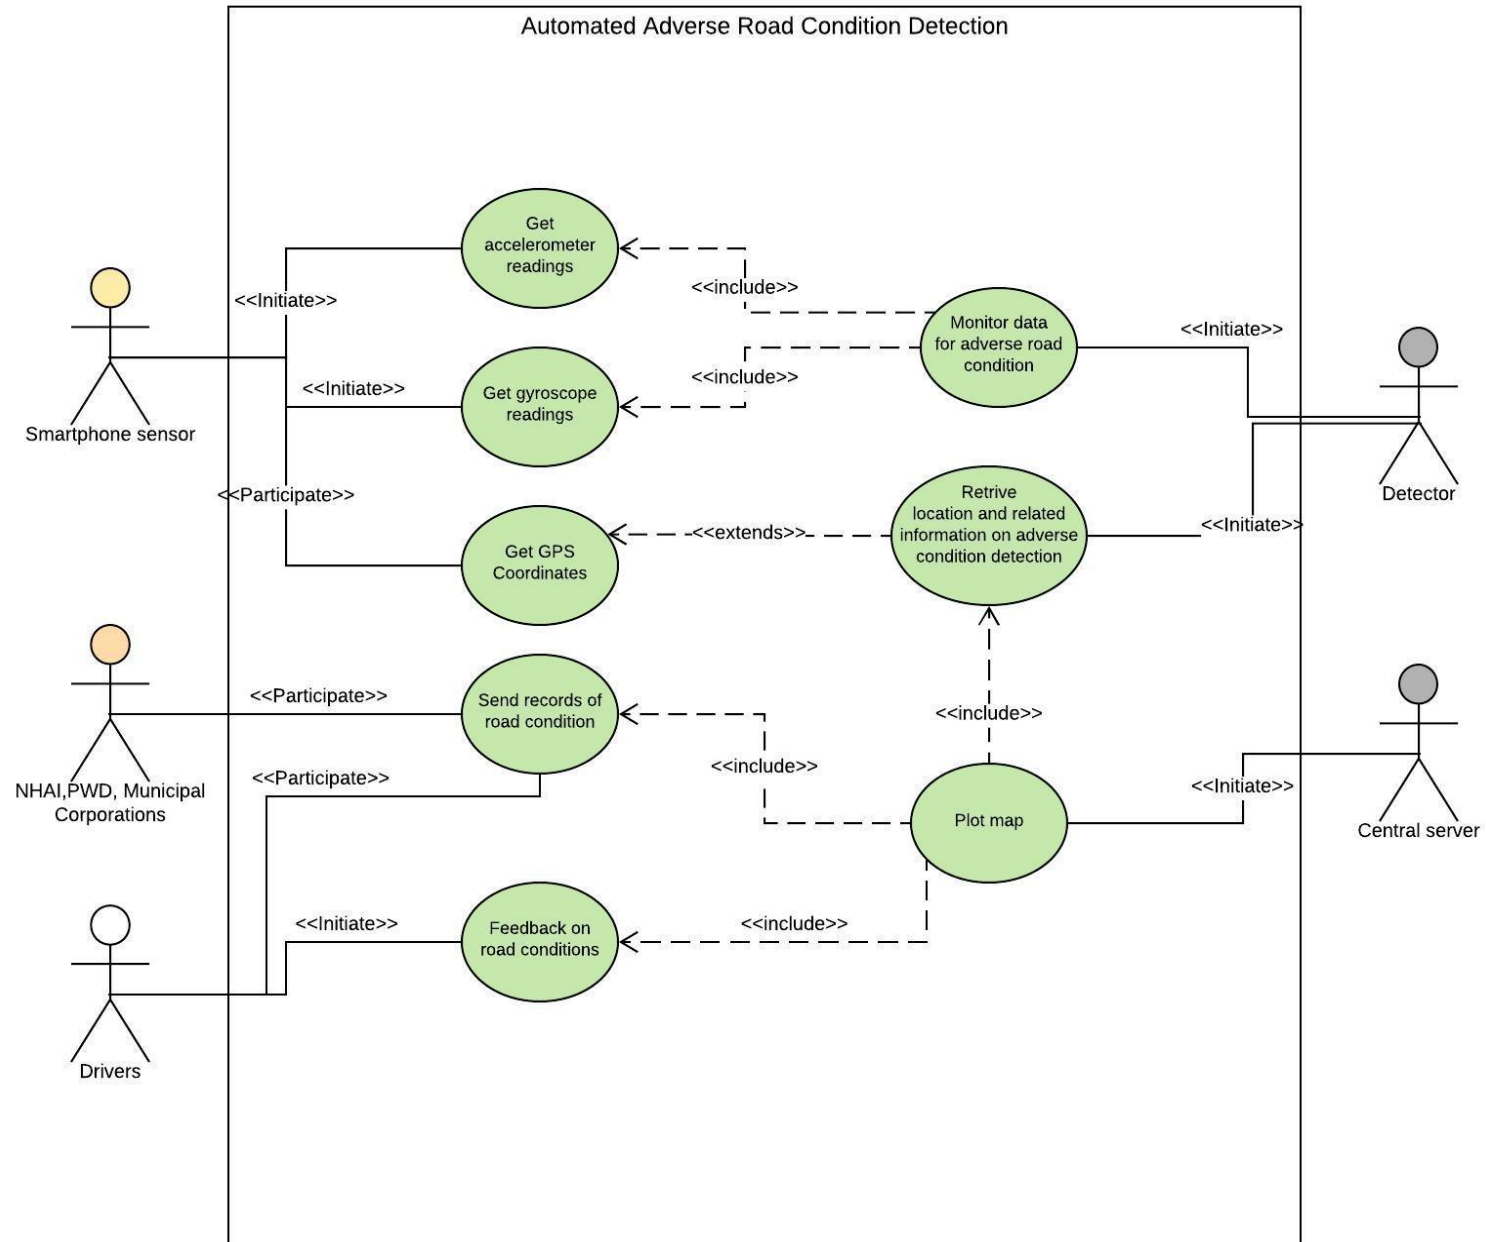 Automated Adverse Road Condition Detection
Get
accelerometer
readings
<<Initiate>>
<<include>>
Monitor data
for adverse road
condition
<<Initiate>>
<<include>>
<<Initiate>>
Get gyroscope
readings
Smartphone sensor
<<Participate>>
Retrive
location and related
information on adverse
condition detection
Detector
<<extends>>
<<Initiate>>
Get GPS
Coordinates
<<Participate>>
Send records of
road condition
<<include>>
<<include>>
<<Participate>>
NHAI,PWD, Municipal
Corporations
<<Initiate>>
Plot map
Central server
<<Initiate>>
Feedback on
road conditions
<<include>>
Drivers